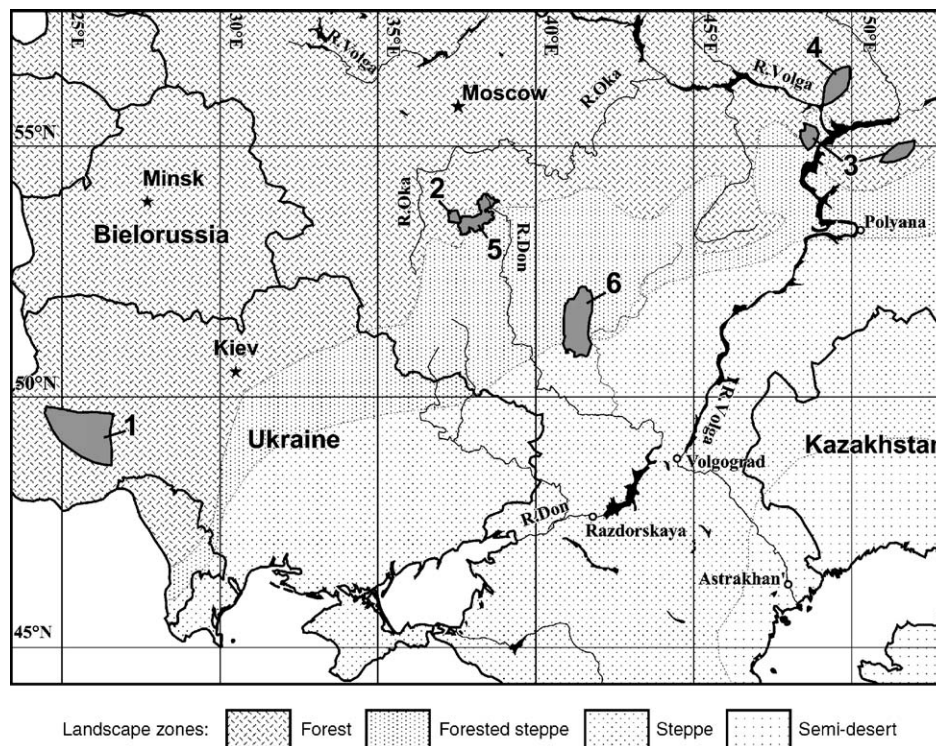 25°E
30°E
35°E
40°E
45°E
50°E
R.Volga
Moscow
R.Oka
R.Volga
4
55°N
Minsk
Bielorussia
R.Oka
2
5
R.Don
3
Polyana
6
Kiev
50°N
1
Ukraine
R.Volga
Kazakhstan
Volgograd
R.Don
Razdorskaya
Astrakhan'
45°N
Landscape zones: Forest Forested steppe Steppe Semi-desert